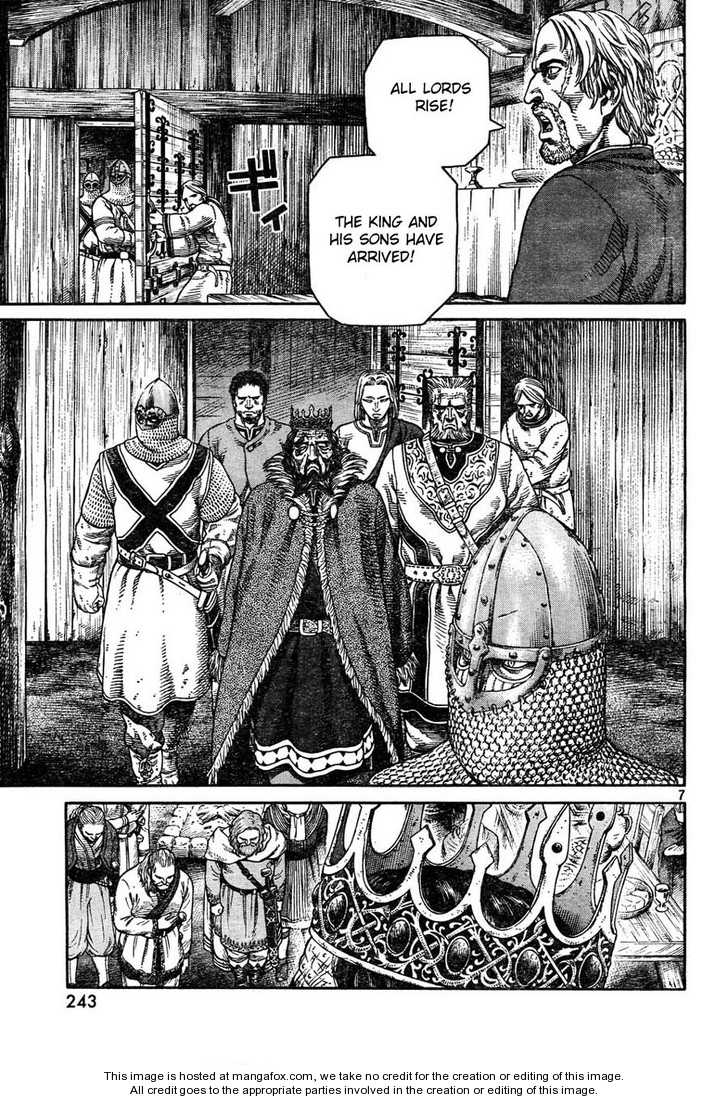 ALL LORDS
RISE!
THE KING AND
HIS SONS HAVE
ARRIVED!
ギィ
7
243
This image is hosted at mangafox.com, we take no credit for the creation or editing of this image.
All credit goes to the appropriate parties involved in the creation or editing of this image.